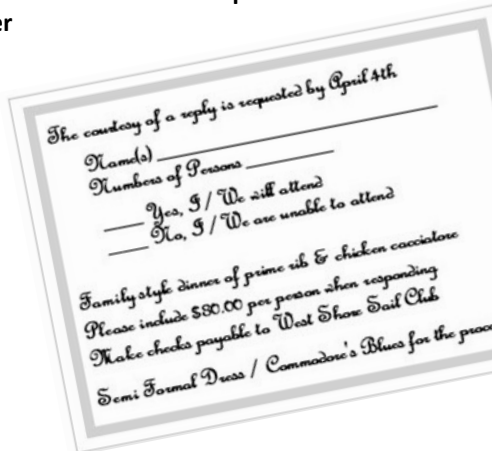 er
The courtesy of a reply is requested by April 4th
Name(s)
Numbers of Persons
Yes, I / We will attend
No, I / We are unable to attend
Family style dinner of prime rib & chicken cacciatore
Please include $80.00 per person when responding
Make checks payable to West Shore Sail Club
Semi Formal Dress / Commodore's Blues for the